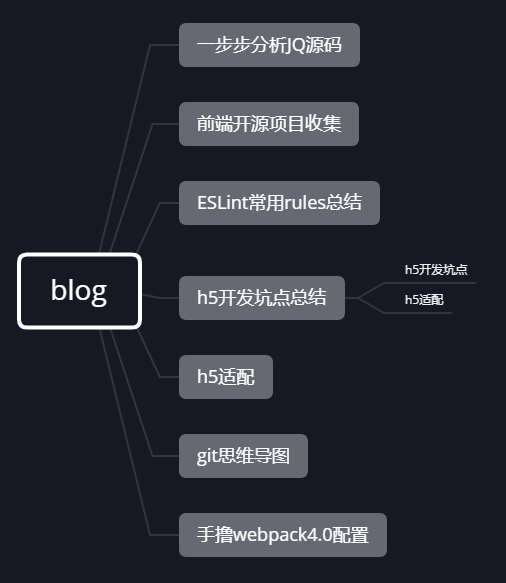 一步步分析JQ源码
前端开源项目收集
ESLint常用rules总结
blog
h5开发坑点总结
h5开发坑点
h5适配
h5适配
git思维导图
手撸webpack4.0配置